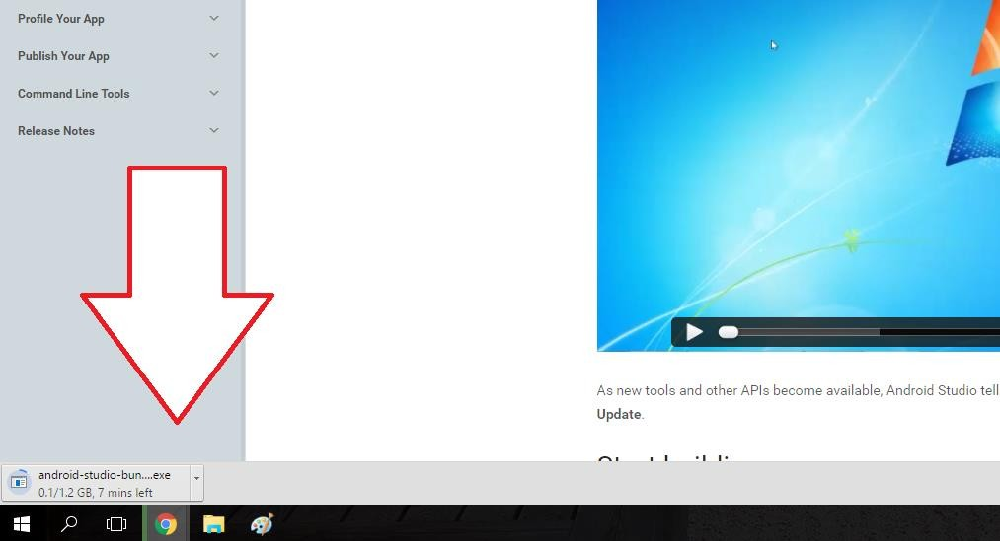 Profile Your App
Publish Your App
Command Line Tools
Release Notes
As new tools and other APIs become available, Android Studio tell
Update.
android-studio-bun....exe
0.1/1.2 GB, 7 mins left